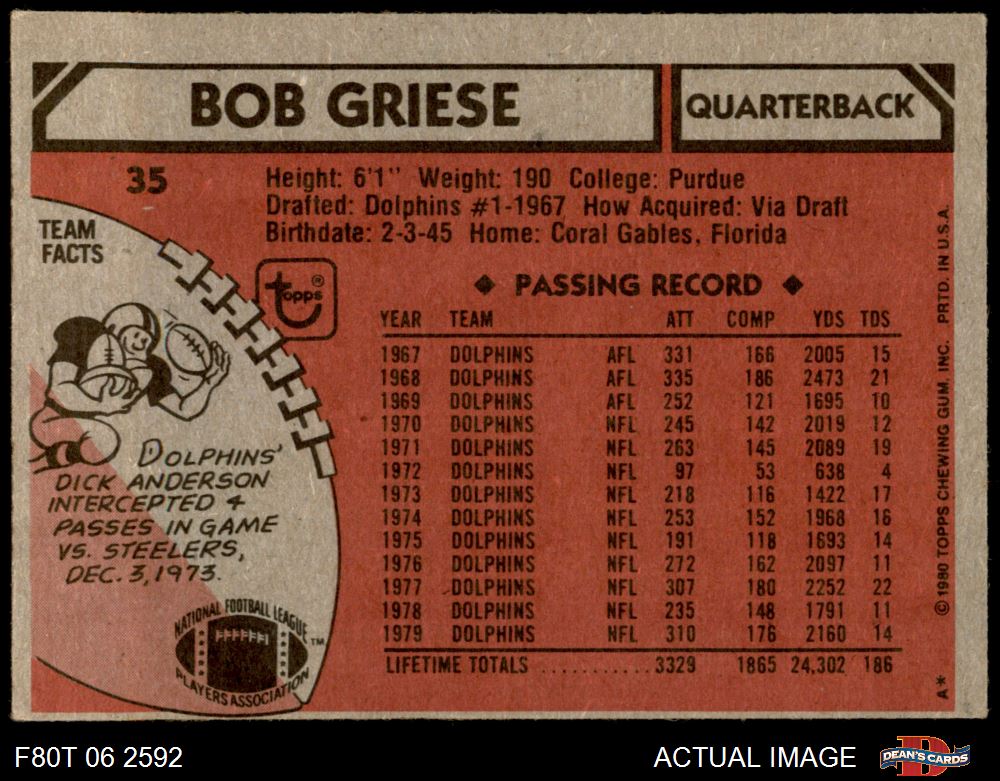 BOB GRIESE
QUARTERBACK
35
Height: 6'1" Weight: 190 College: Purdue
Drafted: Dolphins #1-1967 How Acquired: Via Draft
Birthdate: 2-3-45 Home: Coral Gables, Florida
TEAM
FACTS
topps®
DOLPHINS'
DICK ANDERSON
INTERCEPTED 4
PASSES IN GAME
VS. STEELERS,
DEC. 3, 1973.
NATIONAL FOOTBALL LEAGUE
PLAYERS ASSOCIATION
TM
◆ PASSING RECORD ◆
YEAR TEAM ATT COMP YDS TDS
1967 DOLPHINS AFL 331 166 2005 15
1968 DOLPHINS AFL 335 186 2473 21
1969 DOLPHINS AFL 252 121 1695 10
1970 DOLPHINS NFL 245 142 2019 12
1971 DOLPHINS NFL 263 145 2089 19
1972 DOLPHINS NFL 97 53 638 4
1973 DOLPHINS NFL 218 116 1422 17
1974 DOLPHINS NFL 253 152 1968 16
1975 DOLPHINS NFL 191 118 1693 14
1976 DOLPHINS NFL 272 162 2097 11
1977 DOLPHINS NFL 307 180 2252 22
1978 DOLPHINS NFL 235 148 1791 11
1979 DOLPHINS NFL 310 176 2160 14
LIFETIME TOTALS ........... 3329 1865 24,302 186
A* © 1980 TOPPS CHEWING GUM. INC. PRTD. IN U.S.A.
F80T 06 2592
ACTUAL IMAGE
DEAN'S CARDS